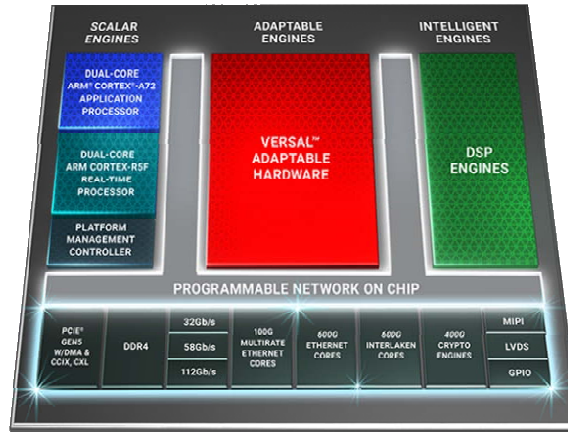 SCALAR
ENGINES
ADAPTABLE
ENGINES
INTELLIGENT
ENGINES
DUAL-CORE
ARM® CORTEX®-A72
APPLICATION
PROCESSOR
DUAL-CORE
ARM CORTEX-R5F
REAL-TIME
PROCESSOR
PLATFORM
MANAGEMENT
CONTROLLER
VERSAL™
ADAPTABLE
HARDWARE
DSP
ENGINES
PROGRAMMABLE NETWORK ON CHIP
PCIE®
GEN5
W/DMA &
CCIX, CXL
DDR4
32Gb/s
58Gb/s
112Gb/s
100G
MULTIRATE
ETHERNET
CORES
600G
ETHERNET
CORES
600G
INTERLAKEN
CORES
400G
CRYPTO
ENGINES
MIPI
LVDS
GPIO